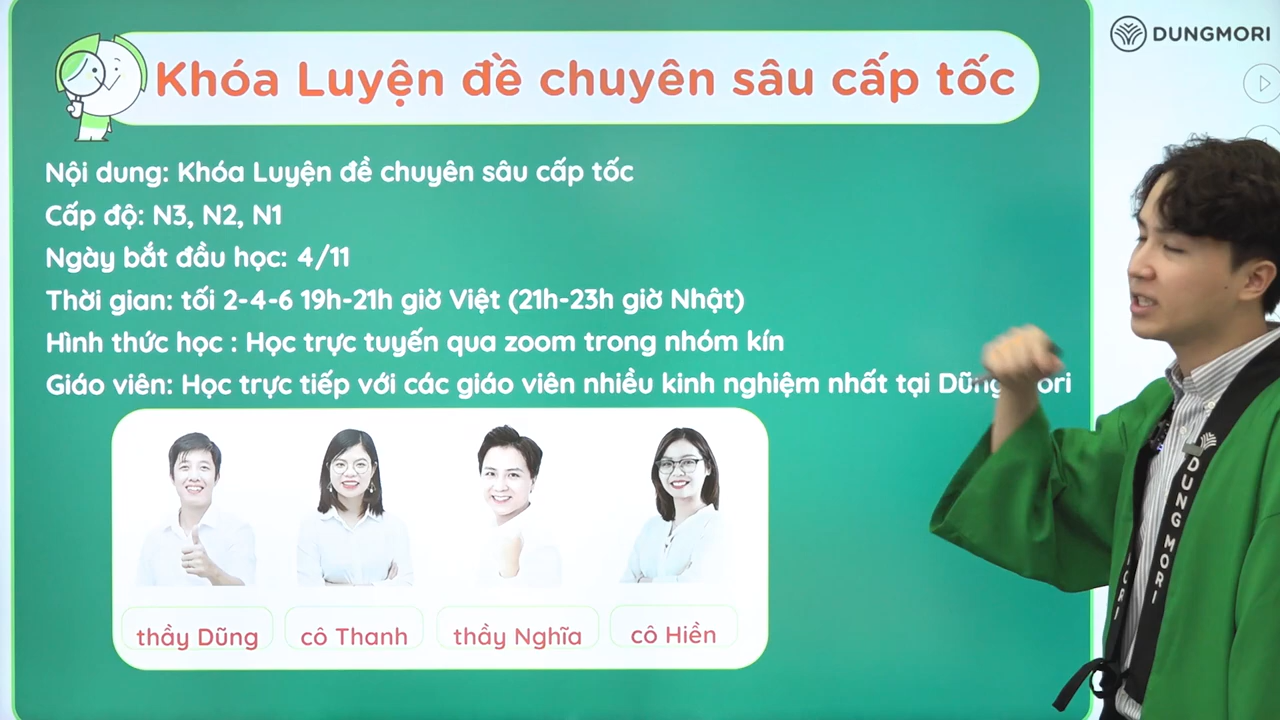 DUNGMORI
Khóa Luyện đề chuyên sâu cấp tốc
Nội dung: Khóa Luyện đề chuyên sâu cấp tốc
Cấp độ: N3, N2, N1
Ngày bắt đầu học: 4/11
Thời gian: tối 2-4-6 19h-21h giờ Việt (21h-23h giờ Nhật)
Hình thức học : Học trực tuyến qua zoom trong nhóm kín
Giáo viên: Học trực tiếp với các giáo viên nhiều kinh nghiệm nhất tại Dũng Mori
thầy Dũng
cô Thanh
thầy Nghĩa
cô Hiền
DUNGMORI